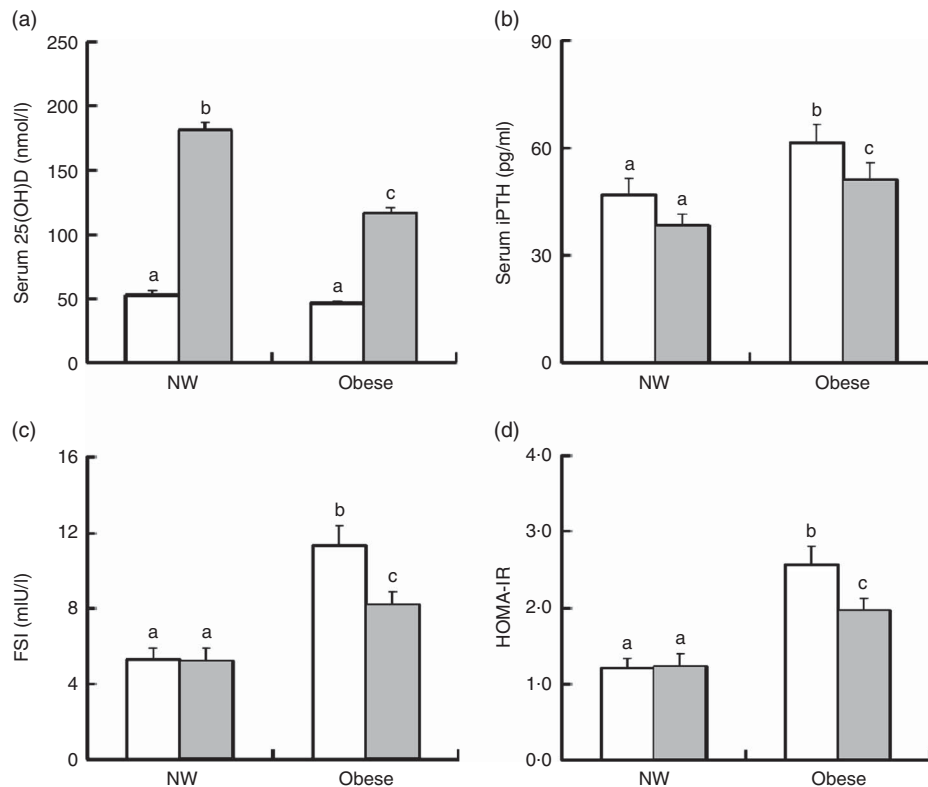 (a)
250
200
150
100
50
0
Serum 25(OH)D (nmol/l)
a
b
a
c
NW
Obese
(b)
90
60
30
0
Serum iPTH (pg/ml)
a
a
b
c
NW
Obese
(c)
16
12
8
4
0
FSI (mIU/l)
a
a
b
c
NW
Obese
(d)
4·0
3·0
2·0
1·0
0·0
HOMA-IR
a
a
b
c
NW
Obese